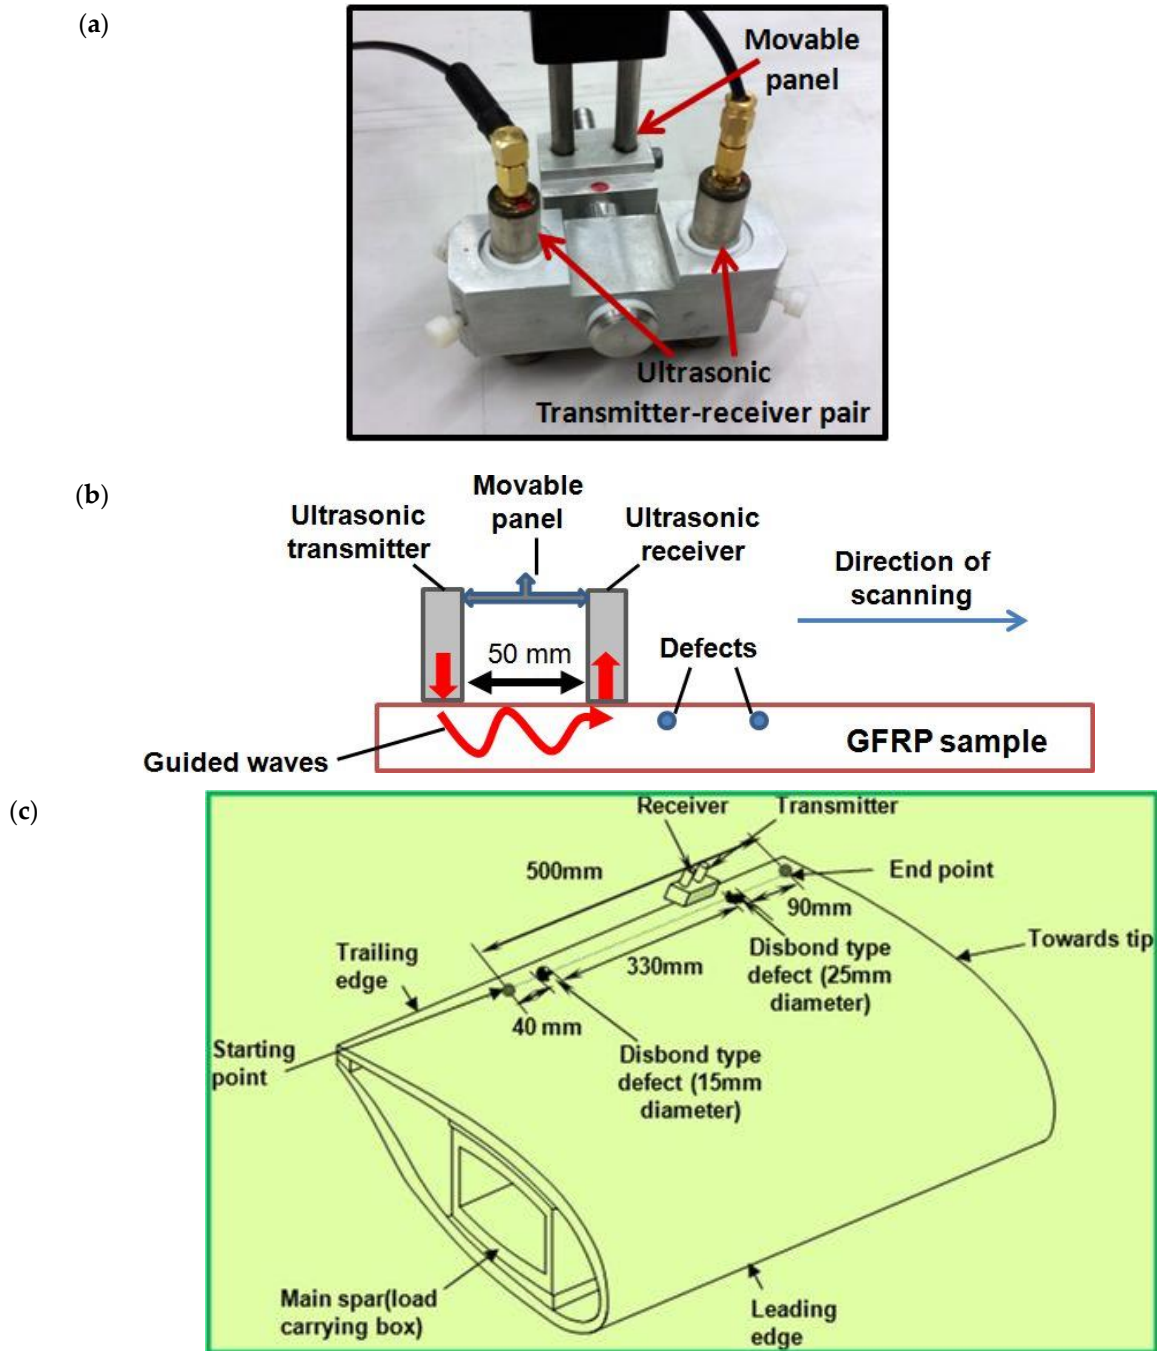 (a)
Movable
panel
Ultrasonic
Transmitter-receiver pair
(b)
Movable
panel
Ultrasonic
transmitter
Ultrasonic
receiver
Direction of
scanning
50 mm
Defects
Guided waves
GFRP sample
(c)
Receiver
Transmitter
500mm
End point
90mm
Trailing
edge
330mm
Disbond type
defect (25mm
diameter)
Towards tip
40 mm
Starting
point
Disbond type
defect (15mm
diameter)
Main spar(load
carrying box)
Leading
edge